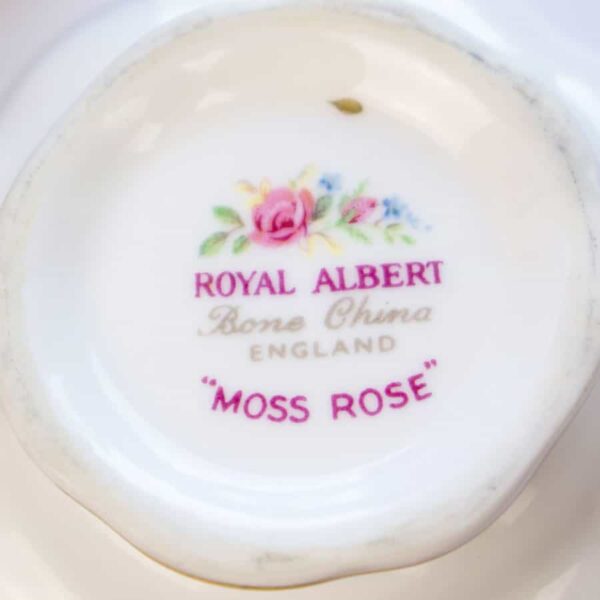 ROYAL ALBERT
Bone China
ENGLAND
"MOSS ROSE"